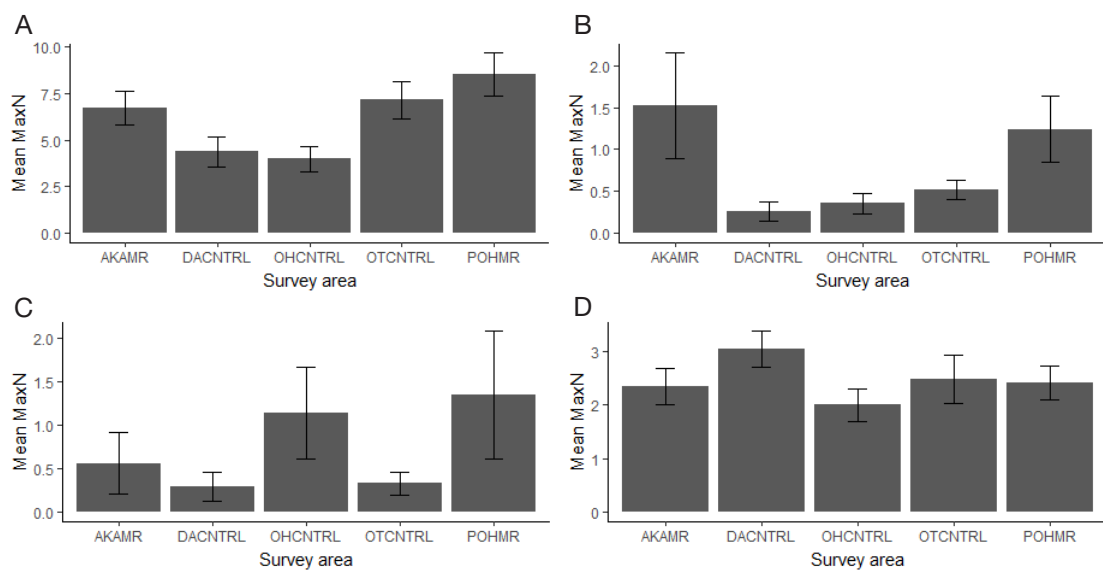 A
10.0
7.5
5.0
2.5
0.0
Mean MaxN
AKAMR DACNTRL OHCNTRL OTCNTRL POHMR
Survey area
B
2.0
1.5
1.0
0.5
0.0
Mean MaxN
AKAMR DACNTRL OHCNTRL OTCNTRL POHMR
Survey area
C
2.0
1.5
1.0
0.5
0.0
Mean MaxN
AKAMR DACNTRL OHCNTRL OTCNTRL POHMR
Survey area
D
3
2
1
0
Mean MaxN
AKAMR DACNTRL OHCNTRL OTCNTRL POHMR
Survey area